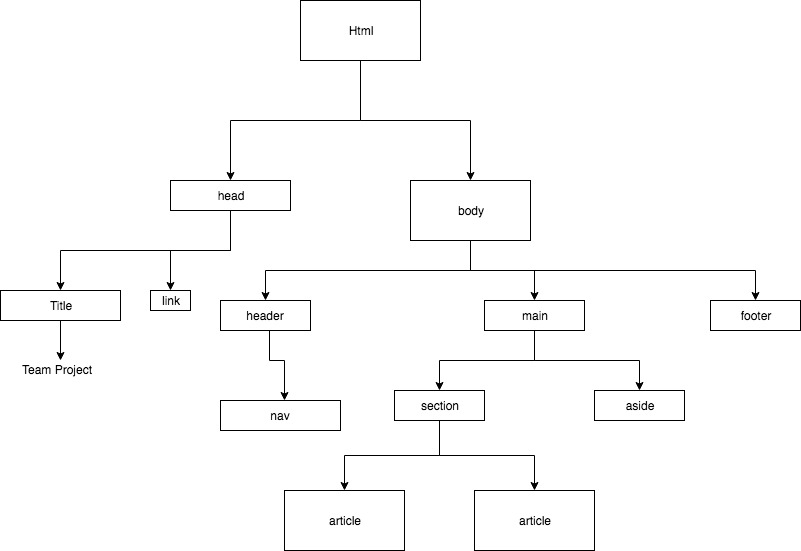 Html
head
body
Title
link
header
main
footer
Team Project
nav
section
aside
article
article